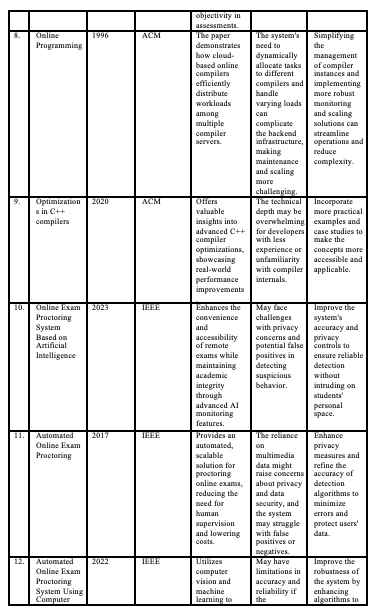 objectivity in
assessments.
8.
Online
Programming
1996
ACM
The paper
demonstrates
how cloud-
based online
compilers
efficiently
distribute
workloads
among
multiple
compiler
servers.
The system's
need to
dynamically
allocate tasks
to different
compilers and
handle
varying loads
can
complicate
the backend
infrastructure,
making
maintenance
and scaling
more
challenging.
Simplifying
the
management
of compiler
instances and
implementing
more robust
monitoring
and scaling
solutions can
streamline
operations and
reduce
complexity.
9.
Optimization
s in C++
compilers
2020
ACM
Offers
valuable
insights into
advanced C++
compiler
optimizations,
showcasing
real-world
performance
improvements
The technical
depth may be
overwhelming
for developers
with less
experience or
unfamiliarity
with compiler
internals.
Incorporate
more practical
examples and
case studies to
make the
concepts more
accessible and
applicable.
10.
Online Exam
Proctoring
System
Based on
Artificial
Intelligence
2023
IEEE
Enhances the
convenience
and
accessibility
of remote
exams while
maintaining
academic
integrity
through
advanced AI
monitoring
features.
May face
challenges
with privacy
concerns and
potential false
positives in
detecting
suspicious
behavior.
Improve the
system's
accuracy and
privacy
controls to
ensure reliable
detection
without
intruding on
students'
personal
space.
11.
Automated
Online Exam
Proctoring
2017
IEEE
Provides an
automated,
scalable
solution for
proctoring
online exams,
reducing the
need for
human
supervision
and lowering
costs.
The reliance
on
multimedia
data might
raise concerns
about privacy
and data
security, and
the system
may struggle
with false
positives or
negatives.
Enhance
privacy
measures and
refine the
accuracy of
detection
algorithms to
minimize
errors and
protect users'
data.
12.
Automated
Online Exam
Proctoring
System Using
Computer
2022
IEEE
Utilizes
computer
vision and
machine
learning to
May have
limitations in
accuracy and
reliability if
the
Improve the
robustness of
the system by
enhancing
algorithms to